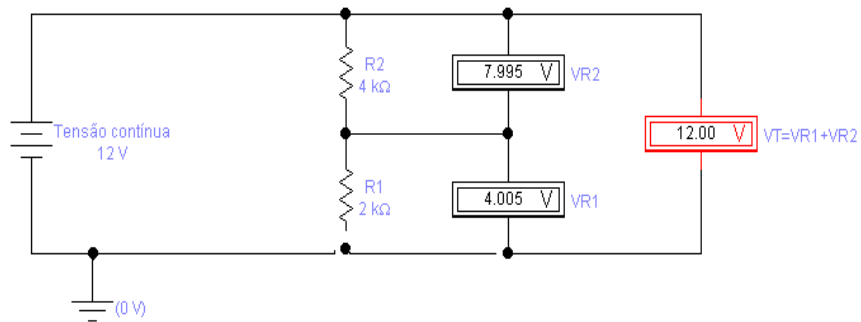 R2
4 kΩ
7.995 V
VR2
Tensão contínua
12 V
12.00 V
VT=VR1+VR2
R1
2 kΩ
4.005 V
VR1
(0 V)